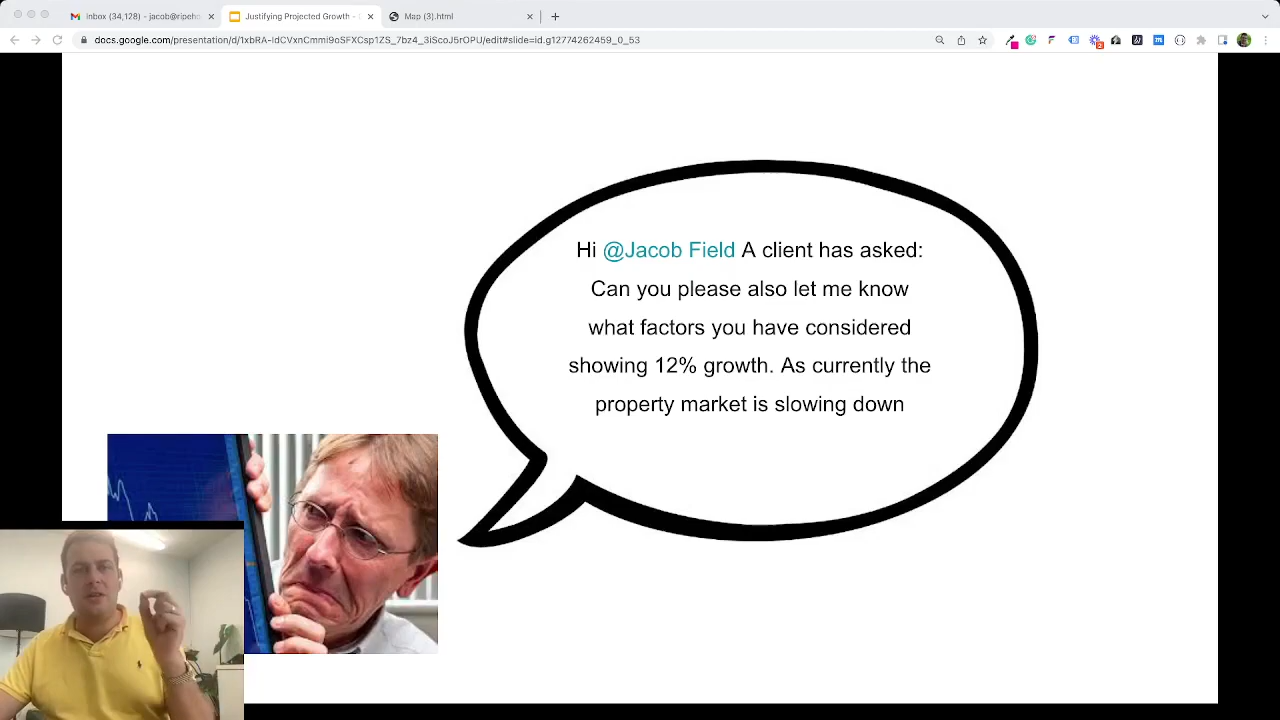 Inbox (34,128) - jacob@ripeho
Justifying Projected Growth -
Map (3).html
docs.google.com/presentation/d/1xbRA-IdCVxnCmmi9oSFXCsp1ZS_7bz4_3iScoJ5rOPU/edit#slide=id.g12774262459_0_53
Hi @Jacob Field A client has asked:
Can you please also let me know
what factors you have considered
showing 12% growth. As currently the
property market is slowing down